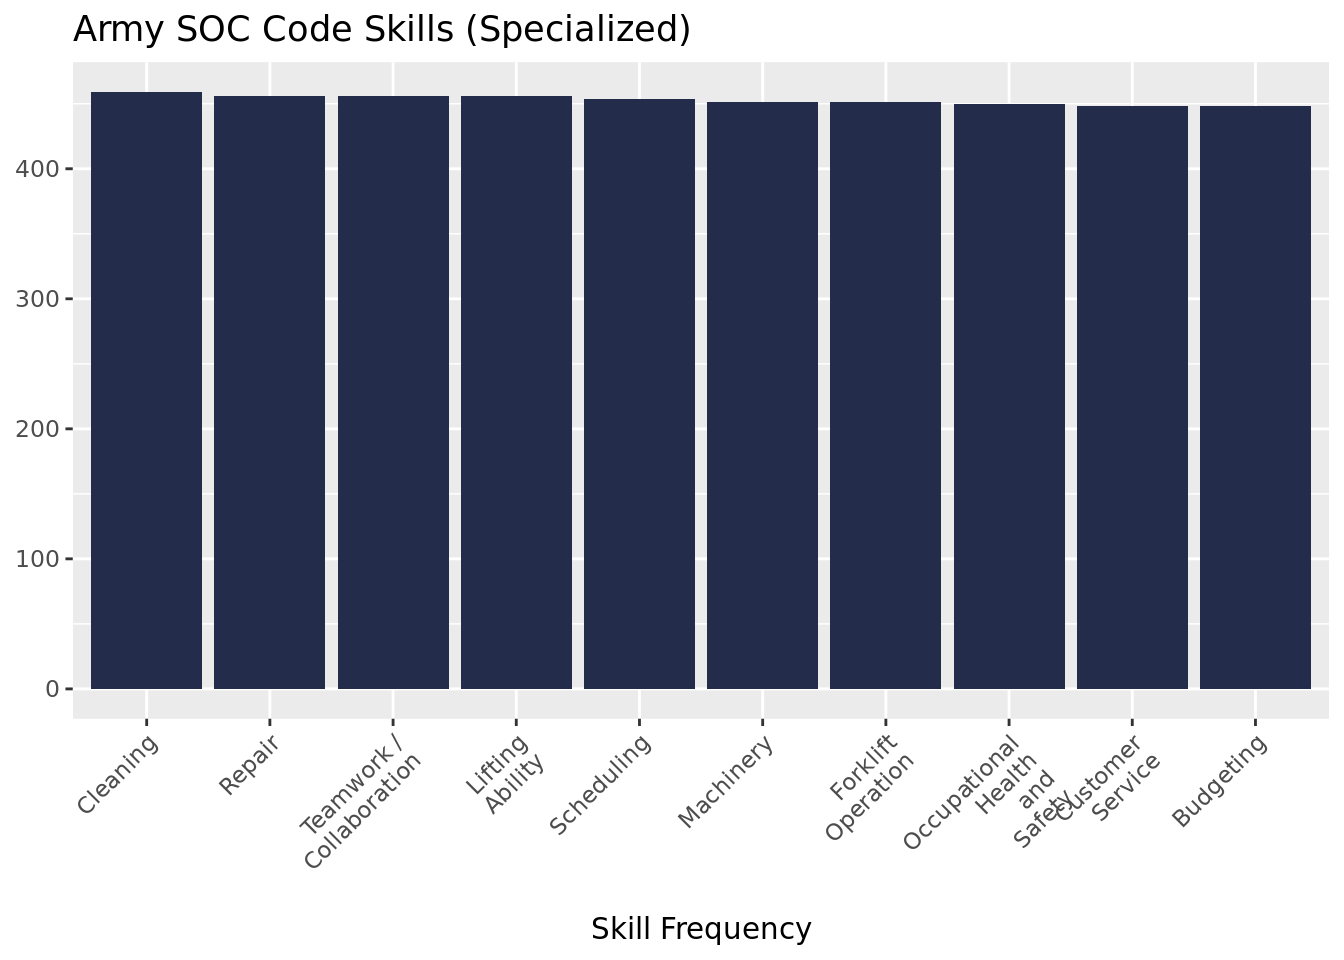 Army SOC Code Skills (Specialized)
400
300
200
100
0
Cleaning
Repair
Teamwork /
Collaboration
Lifting
Ability
Scheduling
Machinery
Forklift
Operation
Occupational
Health
and
Safety
Customer
Service
Budgeting
Skill Frequency